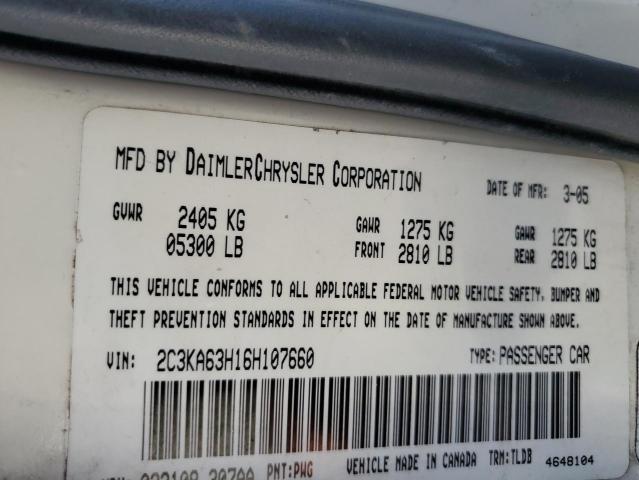 MFD BY DAIMLERCHRYSLER CORPORATION DATE OF MFR: 3-05
GVWR 2405 KG GAWR 1275 KG GAWR 1275 KG
05300 LB FRONT 2810 LB REAR 2810 LB
THIS VEHICLE CONFORMS TO ALL APPLICABLE FEDERAL MOTOR VEHICLE SAFETY, BUMPER AND
THEFT PREVENTION STANDARDS IN EFFECT ON THE DATE OF MANUFACTURE SHOWN ABOVE.
VIN: 2C3KA63H16H107660 TYPE: PASSENGER CAR
PNT:PWG VEHICLE MADE IN CANADA TRM:TLDB 4648104